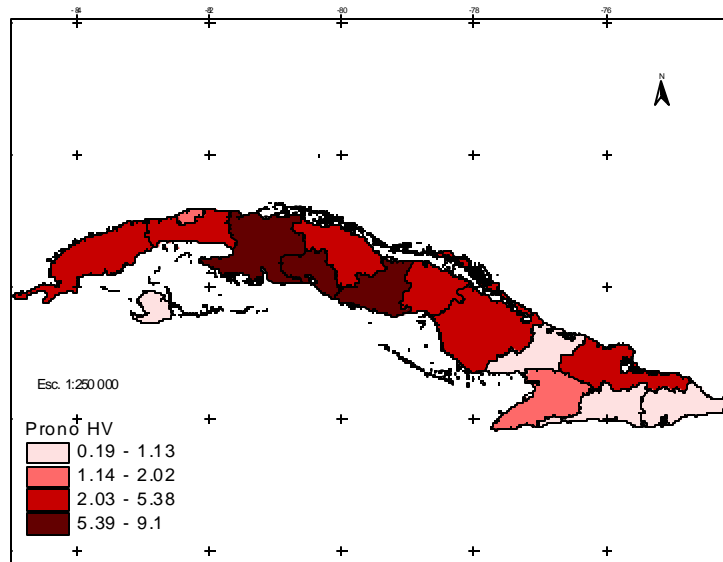 -84 -82 -80 -78 -76
N
Esc. 1:250 000
Prono HV
0.19 - 1.13
1.14 - 2.02
2.03 - 5.38
5.39 - 9.1